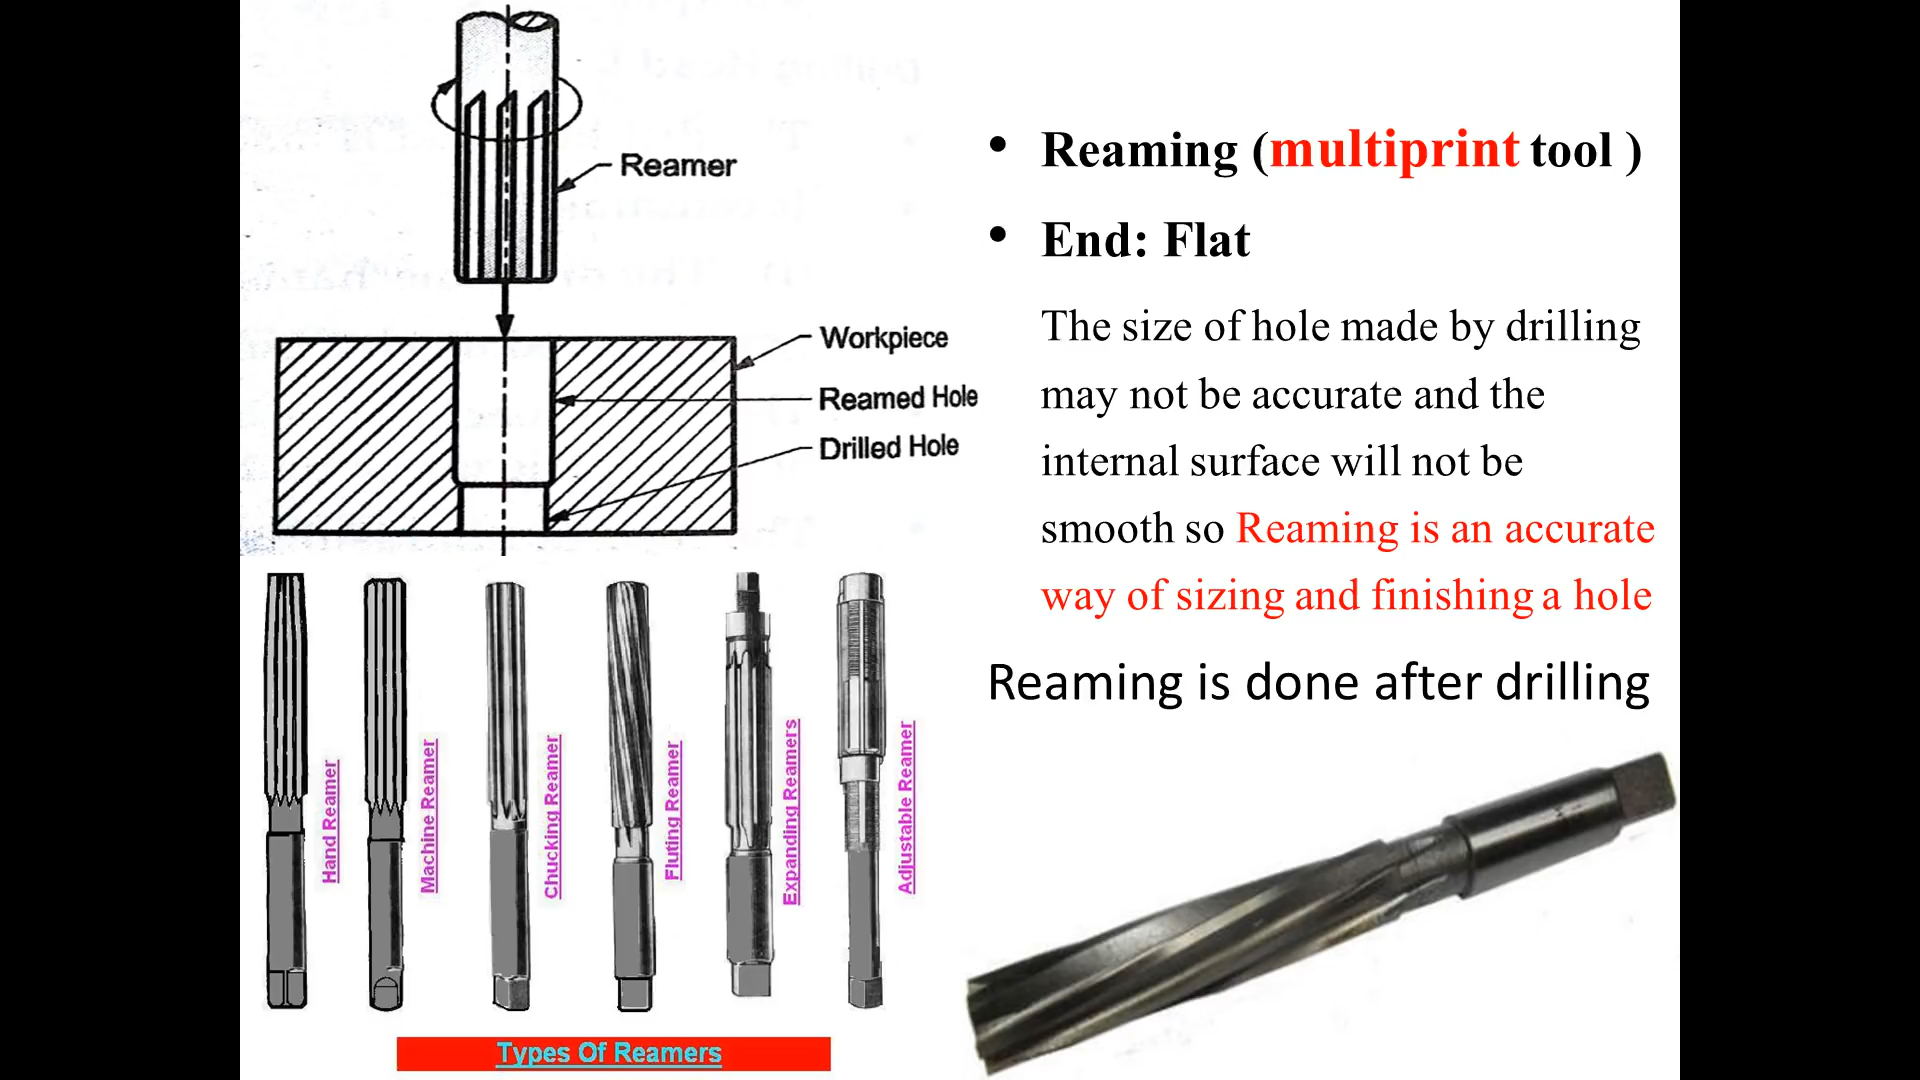 Reamer
Workpiece
Reamed Hole
Drilled Hole
Hand Reamer
Machine Reamer
Chucking Reamer
Fluting Reamer
Expanding Reamers
Adjustable Reamer
Types Of Reamers
• Reaming (multiprint tool )
• End: Flat
The size of hole made by drilling
may not be accurate and the
internal surface will not be
smooth so Reaming is an accurate
way of sizing and finishing a hole
Reaming is done after drilling